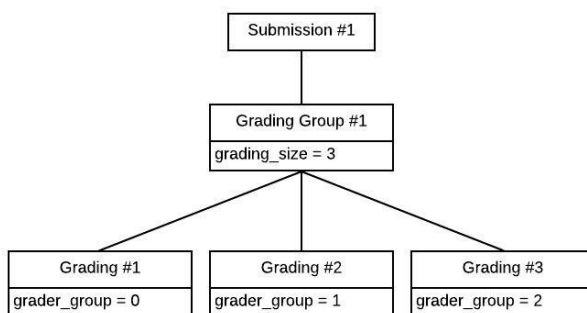 Submission #1
Grading Group #1
grading_size = 3
Grading #1
grader_group = 0
Grading #2
grader_group = 1
Grading #3
grader_group = 2